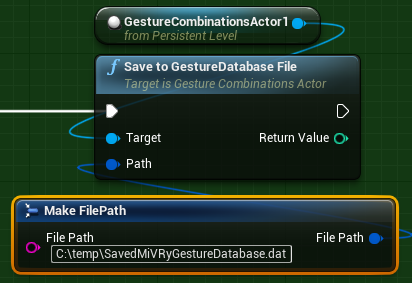 GestureCombinationsActor1
from Persistent Level
f Save to GestureDatabase File
Target is Gesture Combinations Actor
Target Return Value
Path
Make FilePath
File Path File Path
C:\temp\SavedMiVRyGestureDatabase.dat